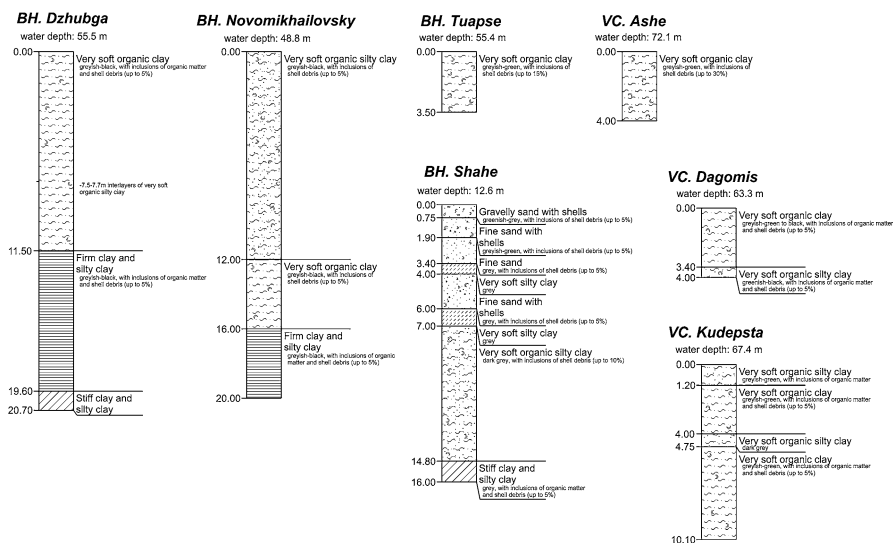 BH. Dzhubga
water depth: 55.5 m
0.00
Very soft organic clay
greyish-black, with inclusions of organic matter
and shell debris (up to 5%)
-7.5-7.7m interlayers of very soft
organic silty clay
11.50
Firm clay and
silty clay
greyish-black, with inclusions of organic matter
and shell debris (up to 5%)
19.60
Stiff clay and
silty clay
20.70
BH. Novomikhailovsky
water depth: 48.8 m
0.00
Very soft organic silty clay
greyish-black, with inclusions of
shell debris (up to 5%)
12.00
Very soft organic clay
greyish-black, with inclusions of
shell debris (up to 5%)
16.00
Firm clay and
silty clay
greyish-black, with inclusions of organic
matter and shell debris (up to 5%)
20.00
BH. Tuapse
water depth: 55.4 m
0.00
Very soft organic clay
greyish-green, with inclusions of
shell debris (up to 15%)
3.50
VC. Ashe
water depth: 72.1 m
0.00
Very soft organic clay
greyish-green, with inclusions of
shell debris (up to 30%)
4.00
BH. Shahe
water depth: 12.6 m
0.00
Gravelly sand with shells
greenish-grey, with inclusions of shell debris (up to 5%)
0.75
Fine sand with
shells
greyish-green, with inclusions of shell debris (up to 5%)
1.90
Fine sand
grey, with inclusions of shell debris (up to 5%)
3.40
Very soft silty clay
grey
4.00
Fine sand with
shells
grey, with inclusions of shell debris (up to 5%)
6.00
Very soft silty clay
grey
7.00
Very soft organic silty clay
dark grey, with inclusions of shell debris (up to 10%)
14.80
Stiff clay and
silty clay
grey, with inclusions of organic matter
and shell debris (up to 5%)
16.00
VC. Dagomis
water depth: 63.3 m
0.00
Very soft organic clay
greyish-green to black, with inclusions of organic matter
and shell debris (up to 5%)
3.40
Very soft organic silty clay
greenish-black, with inclusions of organic matter
and shell debris (up to 5%)
4.00
VC. Kudepsta
water depth: 67.4 m
0.00
Very soft organic silty clay
greyish-green, with inclusions of organic matter
1.20
Very soft organic clay
greyish-green, with inclusions of organic matter
and shell debris (up to 5%)
4.00
Very soft organic silty clay
dark grey
4.75
Very soft organic clay
greyish-green, with inclusions of organic matter
and shell debris (up to 5%)
10.10